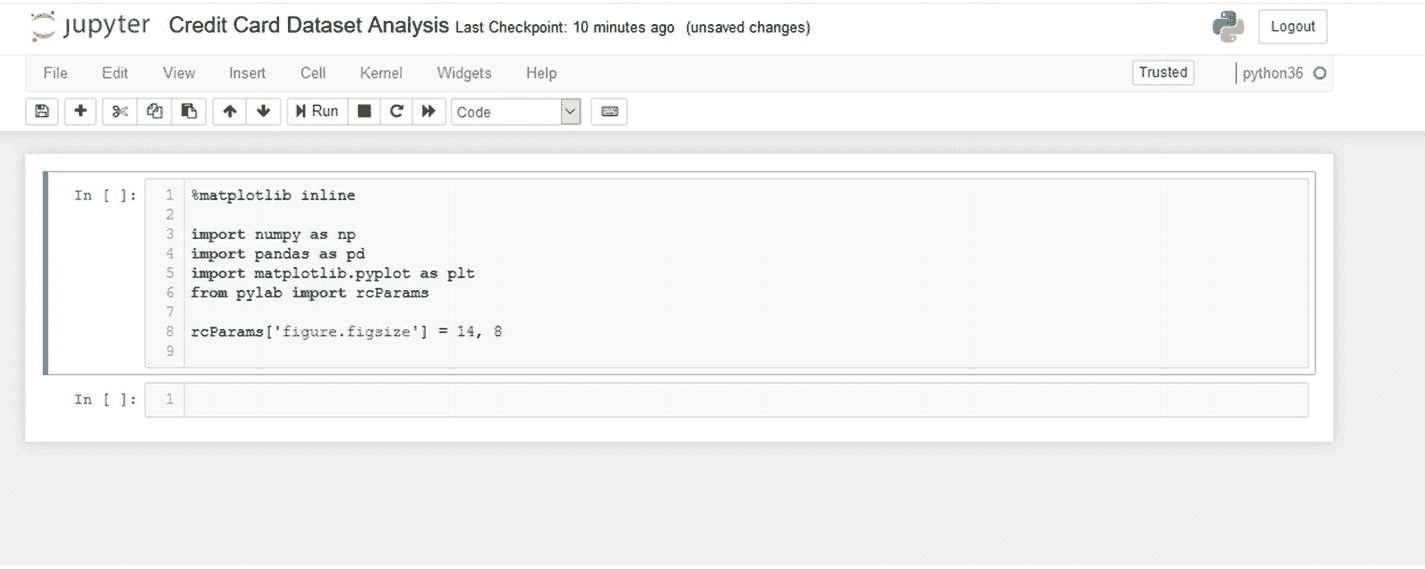 jupyter Credit Card Dataset Analysis Last Checkpoint: 10 minutes ago (unsaved changes) Logout
File Edit View Insert Cell Kernel Widgets Help Trusted python36
Run Code
In [ ]: 1 %matplotlib inline
2
3 import numpy as np
4 import pandas as pd
5 import matplotlib.pyplot as plt
6 from pylab import rcParams
7
8 rcParams['figure.figsize'] = 14, 8
9
In [ ]: 1